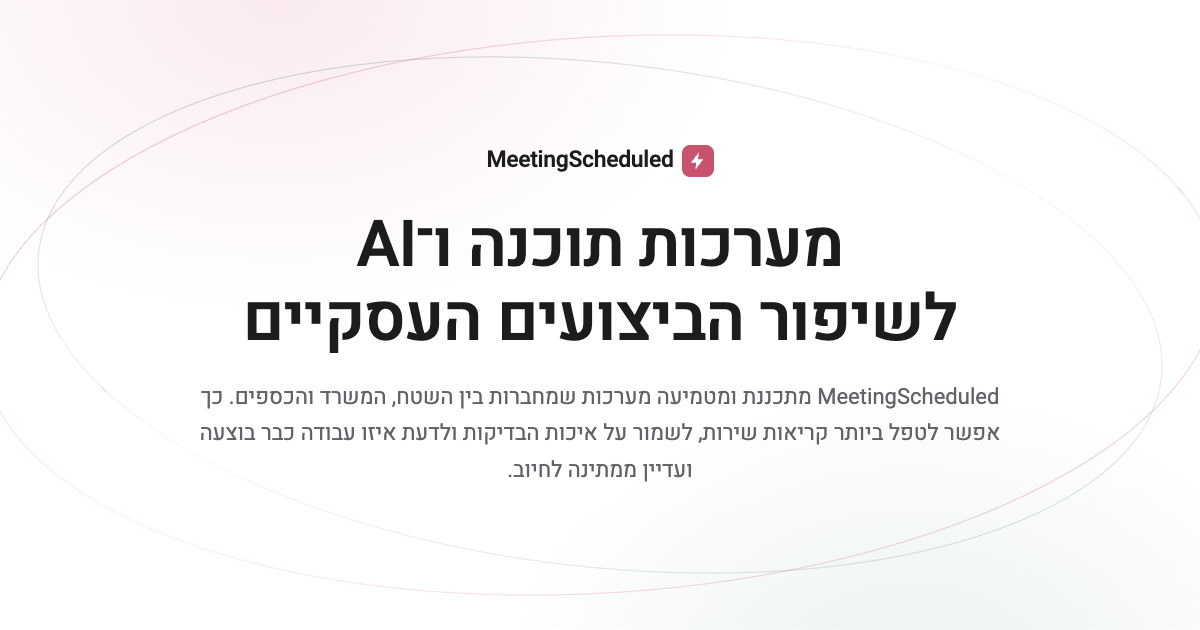 MeetingScheduled
מערכות תוכנה ו־AI
לשיפור הביצועים העסקיים
MeetingScheduled מתכננת ומטמיעה מערכות שמחברות בין השטח, המשרד והכספים. כך
אפשר לטפל ביותר קריאות שירות, לשמור על איכות הבדיקות ולדעת איזו עבודה כבר בוצעה
ועדיין ממתינה לחיוב.